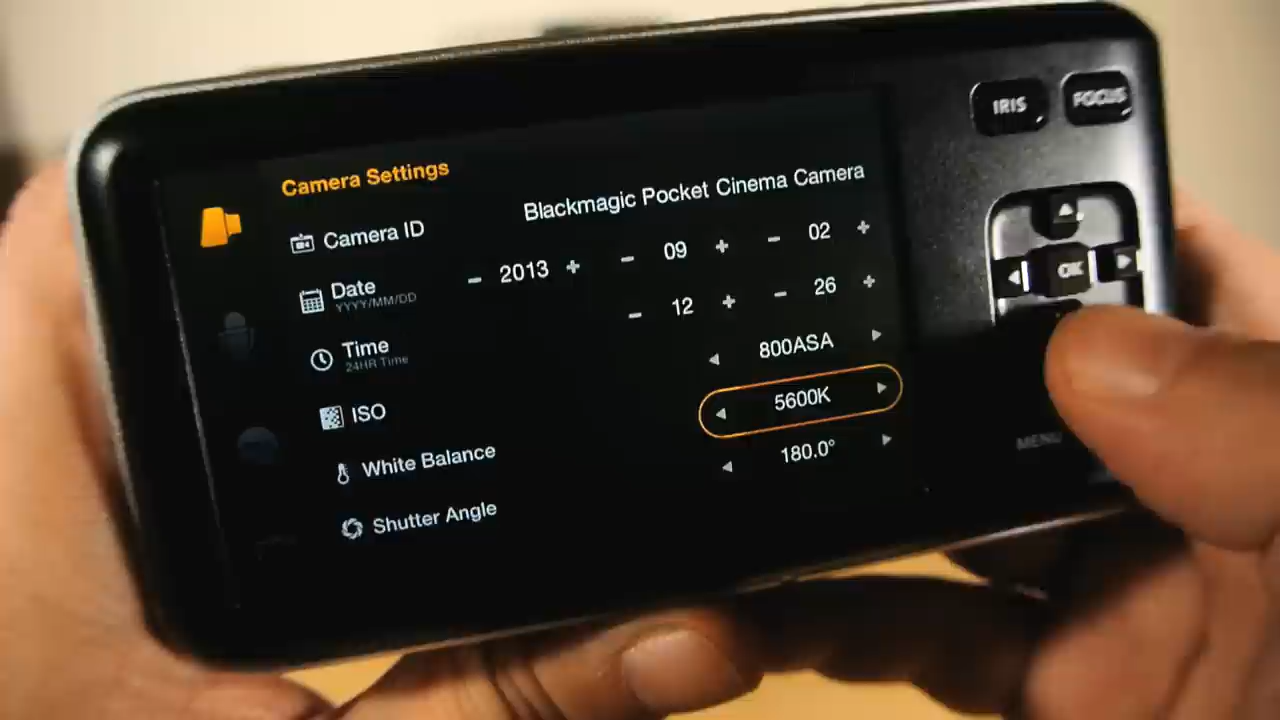 IRIS FOCUS
Camera Settings
Camera ID Blackmagic Pocket Cinema Camera
Date - 2013 + - 09 + - 02 +
YYYY/MM/DD
Time - 12 + - 26 +
24HR Time
ISO 800ASA
White Balance 5600K
Shutter Angle 180.0°
OK
MENU